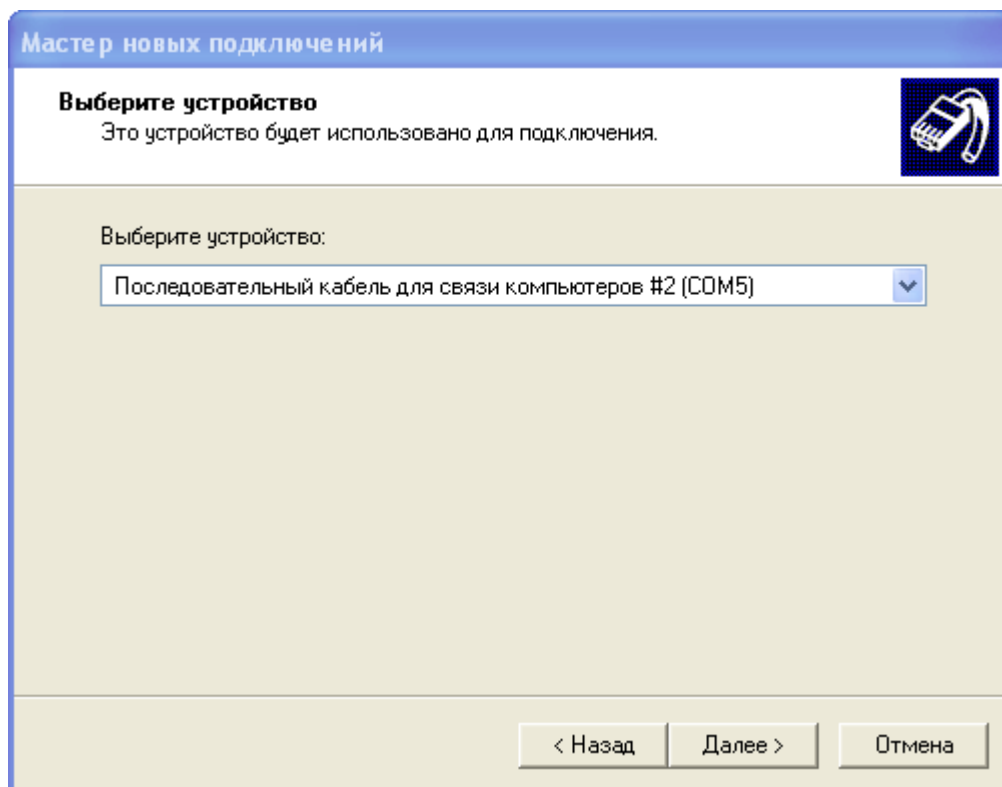 Мастер новых подключений
Выберите устройство
Это устройство будет использовано для подключения.
Выберите устройство:
Последовательный кабель для связи компьютеров #2 (COM5)
< Назад
Далее >
Отмена